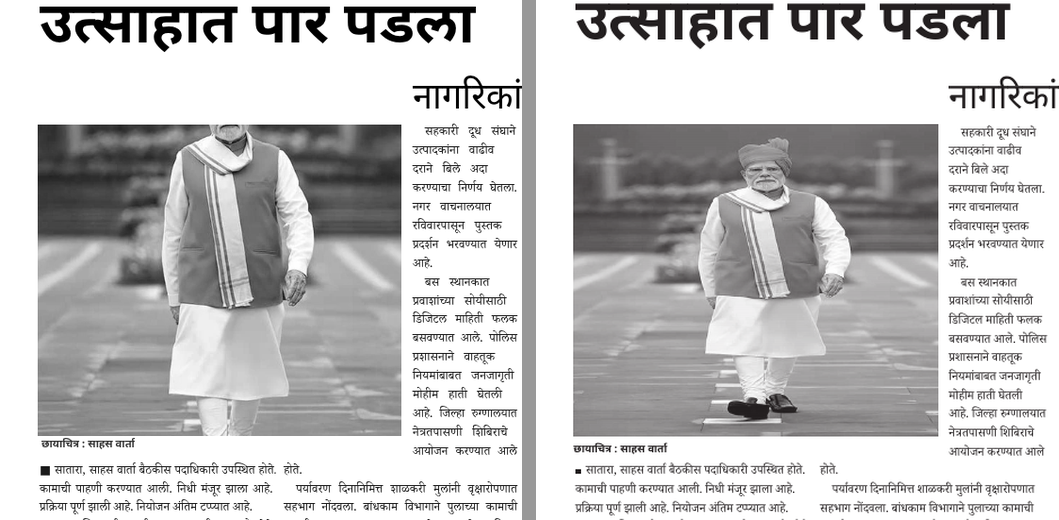 उत्साहात पार पडला
नागरिकां
सहकारी दूध संघाने
उत्पादकांना वाढीव
दराने बिले अदा
करण्याचा निर्णय घेतला.
नगर वाचनालयात
रविवारपासून पुस्तक
प्रदर्शन भरवण्यात येणार
आहे.
बस स्थानकात
प्रवाशांच्या सोयीसाठी
डिजिटल माहिती फलक
बसवण्यात आले. पोलिस
प्रशासनाने वाहतूक
नियमांबाबत जनजागृती
मोहीम हाती घेतली
आहे. जिल्हा रुग्णालयात
नेत्रतपासणी शिबिराचे
आयोजन करण्यात आले
छायाचित्र : साहस वार्ता
■ सातारा, साहस वार्ता बैठकीस पदाधिकारी उपस्थित होते.
कामाची पाहणी करण्यात आली. निधी मंजूर झाला आहे.
प्रक्रिया पूर्ण झाली आहे. नियोजन अंतिम टप्प्यात आहे.
होते.
पर्यावरण दिनानिमित्त शाळकरी मुलांनी वृक्षारोपणात
सहभाग नोंदवला. बांधकाम विभागाने पुलाच्या कामाची
उत्साहात पार पडला
नागरिकां
सहकारी दूध संघाने
उत्पादकांना वाढीव
दराने बिले अदा
करण्याचा निर्णय घेतला.
नगर वाचनालयात
रविवारपासून पुस्तक
प्रदर्शन भरवण्यात येणार
आहे.
बस स्थानकात
प्रवाशांच्या सोयीसाठी
डिजिटल माहिती फलक
बसवण्यात आले. पोलिस
प्रशासनाने वाहतूक
नियमांबाबत जनजागृती
मोहीम हाती घेतली
आहे. जिल्हा रुग्णालयात
नेत्रतपासणी शिबिराचे
आयोजन करण्यात आले
छायाचित्र : साहस वार्ता
■ सातारा, साहस वार्ता बैठकीस पदाधिकारी उपस्थित होते.
कामाची पाहणी करण्यात आली. निधी मंजूर झाला आहे.
प्रक्रिया पूर्ण झाली आहे. नियोजन अंतिम टप्प्यात आहे.
होते.
पर्यावरण दिनानिमित्त शाळकरी मुलांनी वृक्षारोपणात
सहभाग नोंदवला. बांधकाम विभागाने पुलाच्या कामाची